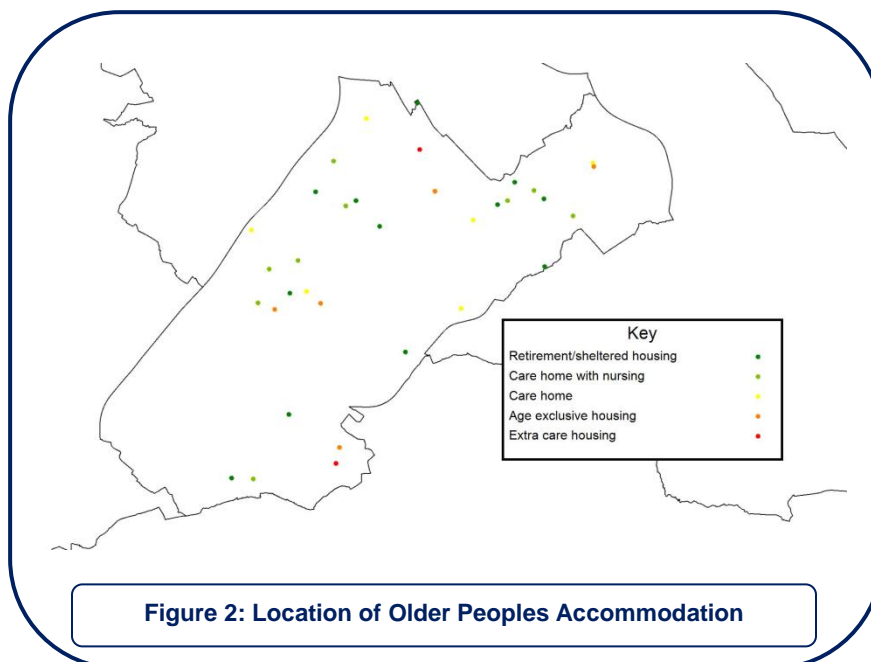 Key
Retirement/sheltered housing
Care home with nursing
Care home
Age exclusive housing
Extra care housing
Figure 2: Location of Older Peoples Accommodation